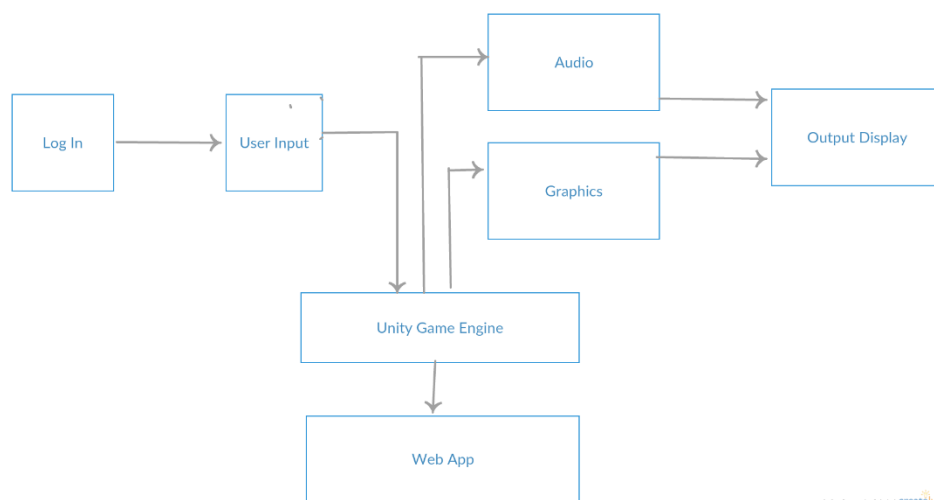 Audio
Log In
User Input
Output Display
Graphics
Unity Game Engine
Web App